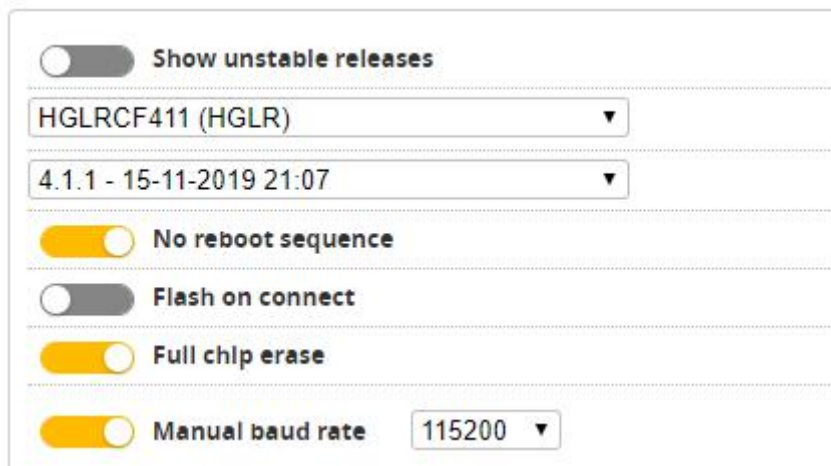 Show unstable releases
HGLRCF411 (HGLR)
4.1.1 - 15-11-2019 21:07
No reboot sequence
Flash on connect
Full chip erase
Manual baud rate 115200